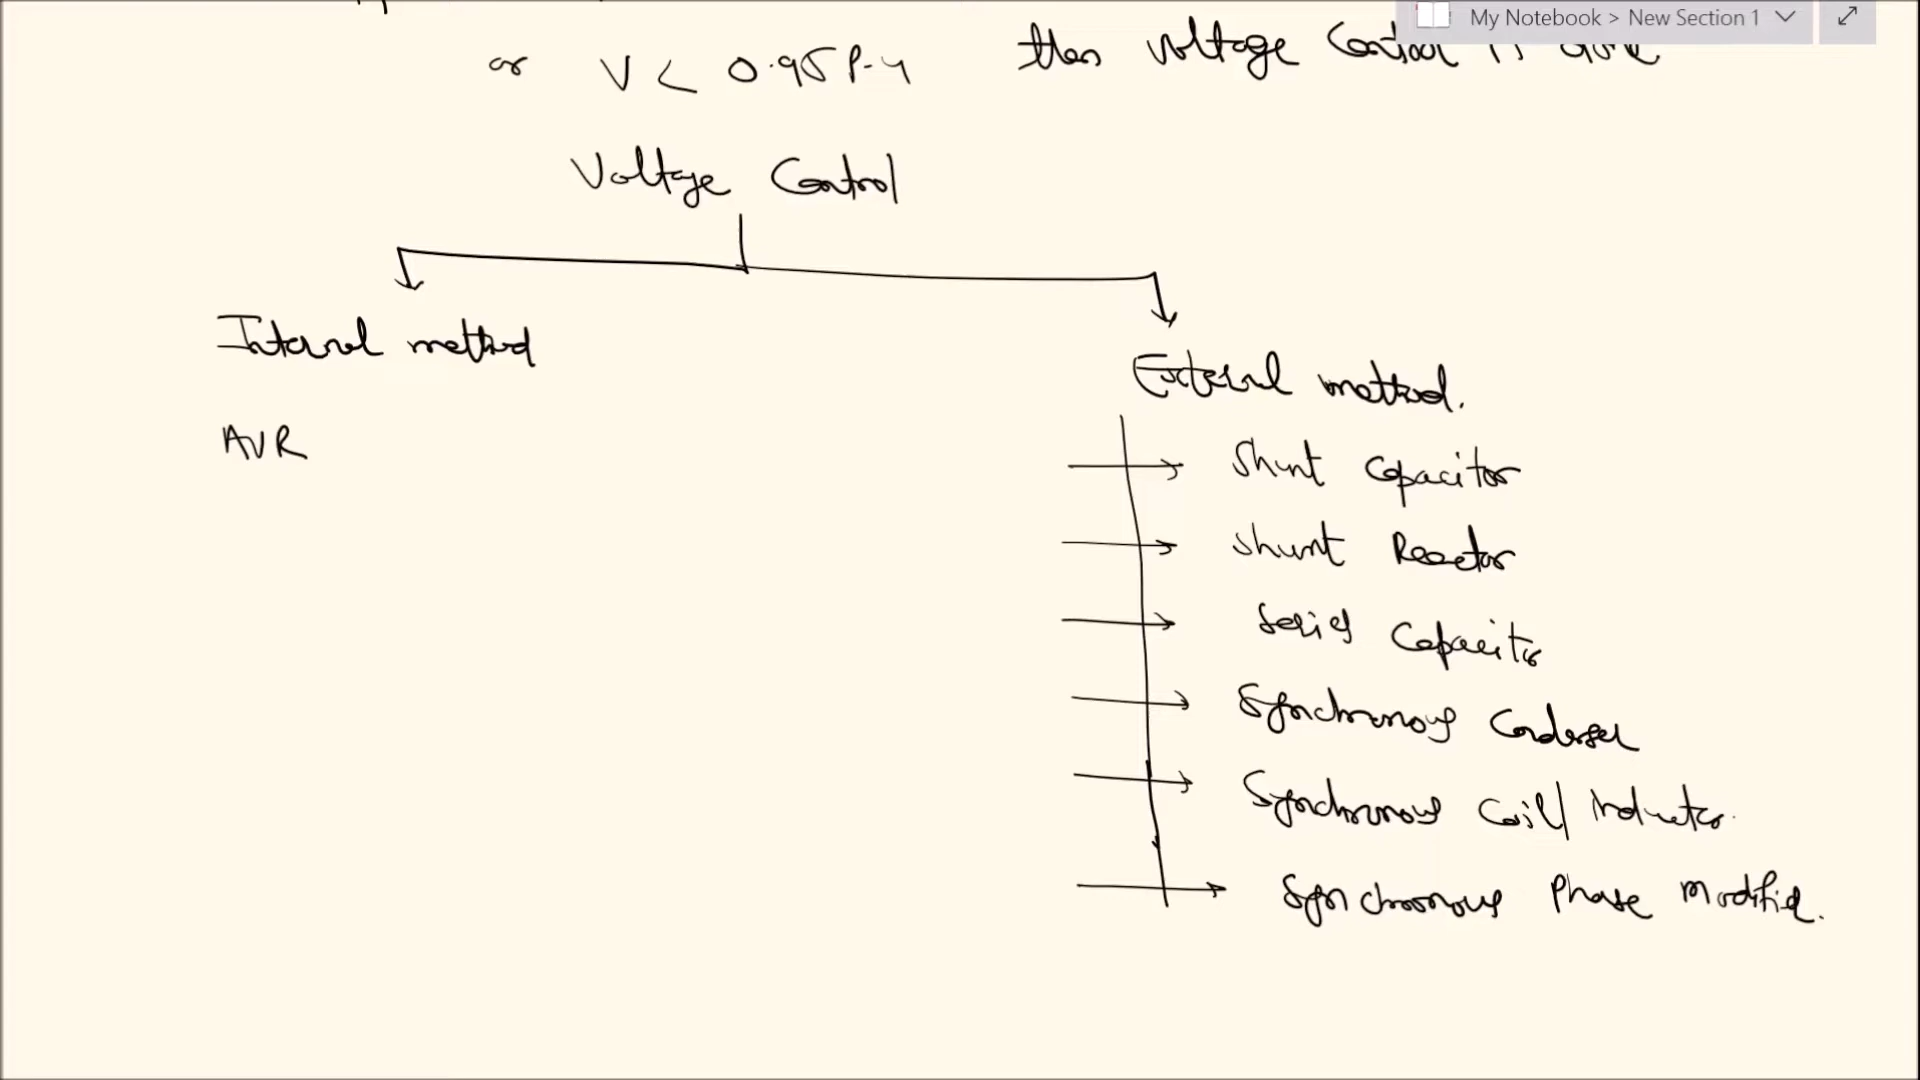 My Notebook > New Section 1
or V < 0.95 P.u then Voltage Control is done
Voltage Control
Internal method
External method.
AVR
Shunt Capacitor
Shunt Reactor
Series Capacitor
Synchronous Condenser
Synchronous Coil/Inductor.
Synchronous Phase Modifier.